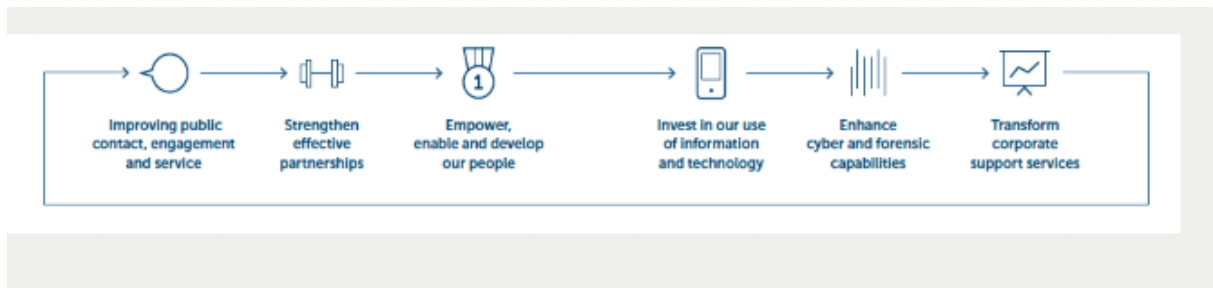 1
Improving public
contact, engagement
and service
Strengthen
effective
partnerships
Empower,
enable and develop
our people
Invest in our use
of information
and technology
Enhance
cyber and forensic
capabilities
Transform
corporate
support services